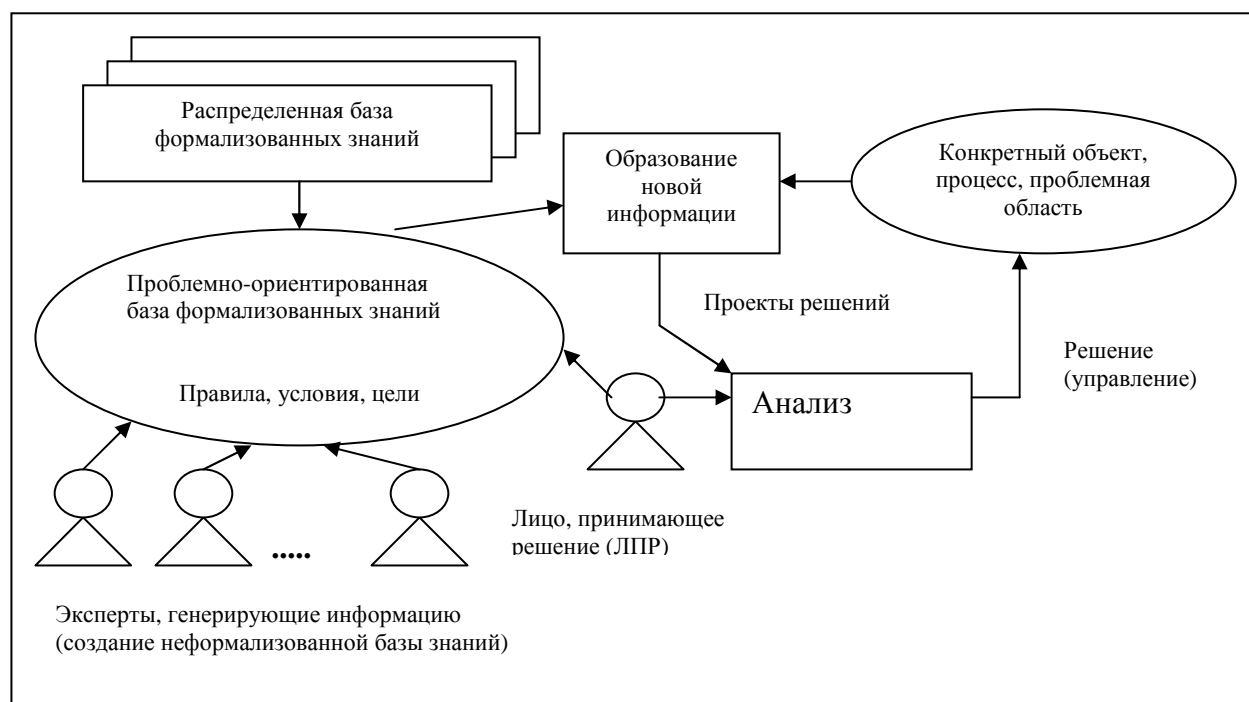 Распределенная база
формализованных знаний
Образование
новой
информации
Конкретный объект,
процесс, проблемная
область
Проблемно-ориентированная
база формализованных знаний
Правила, условия, цели
Проекты решений
Решение
(управление)
Анализ
.....
Лицо, принимающее
решение (ЛПР)
Эксперты, генерирующие информацию
(создание неформализованной базы знаний)